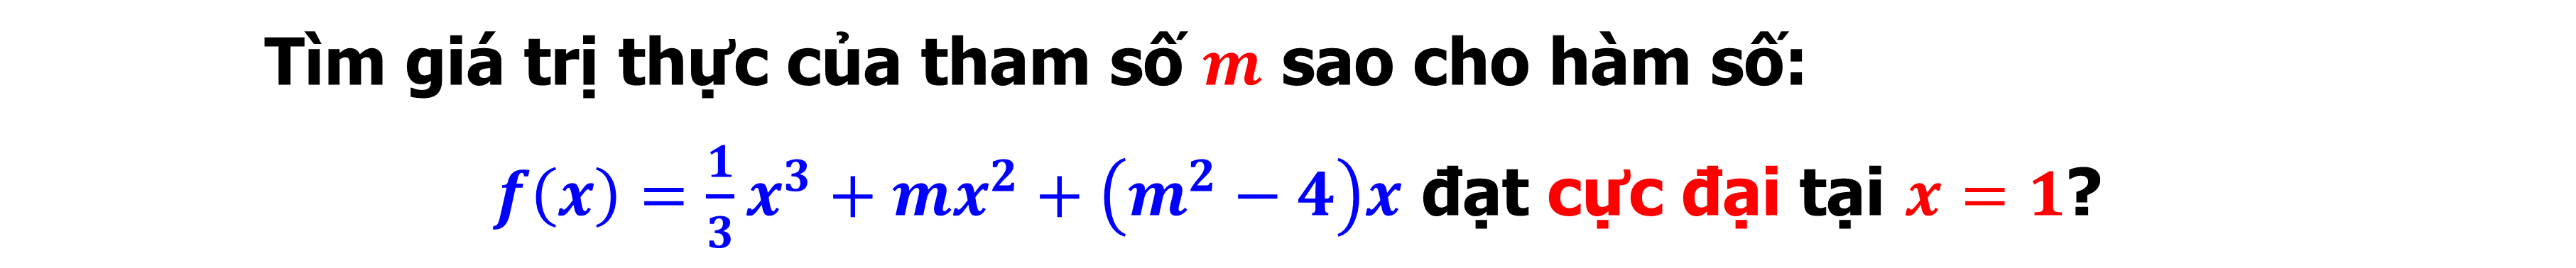 Tìm giá trị thực của tham số m sao cho hàm số:
f(x) = 1/3 x³ + mx² + (m² − 4)x đạt cực đại tại x = 1?